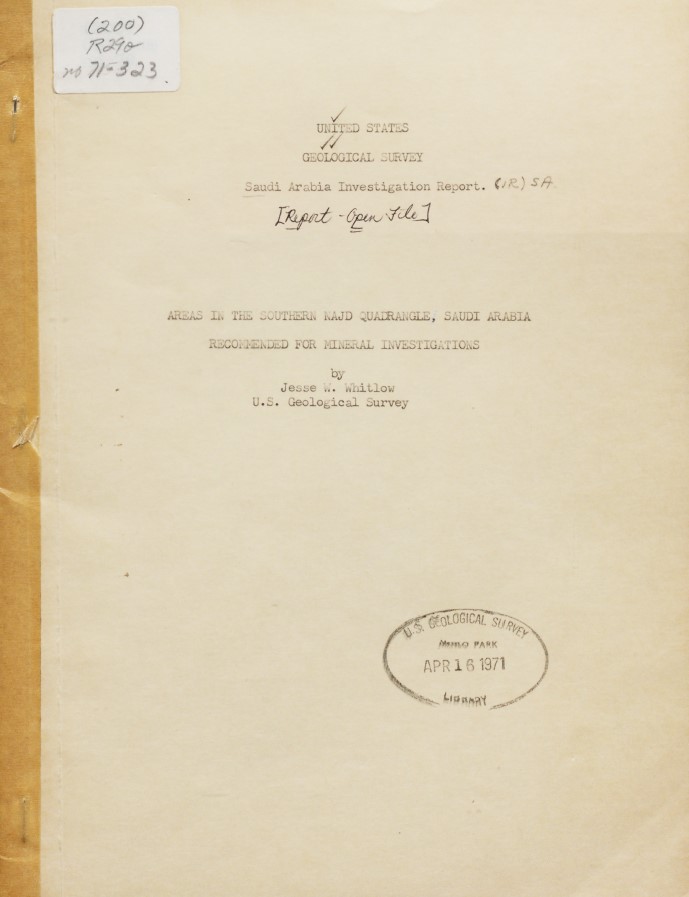 (200)
R290
no 71-323
UNITED STATES
GEOLOGICAL SURVEY
Saudi Arabia Investigation Report. (IR) SA
[Report - Open File]
AREAS IN THE SOUTHERN NAJD QUADRANGLE, SAUDI ARABIA
RECOMMENDED FOR MINERAL INVESTIGATIONS
by
Jesse W. Whitlow
U.S. Geological Survey
U.S. GEOLOGICAL SURVEY
MENLO PARK
APR 16 1971
LIBRARY